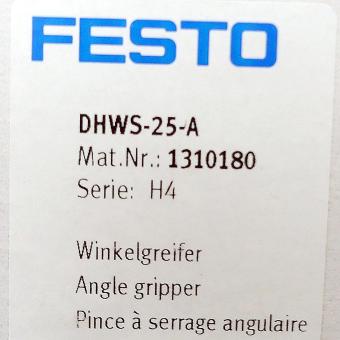 FESTO
DHWS-25-A
Mat.Nr.: 1310180
Serie: H4
Winkelgreifer
Angle gripper
Pince à serrage angulaire